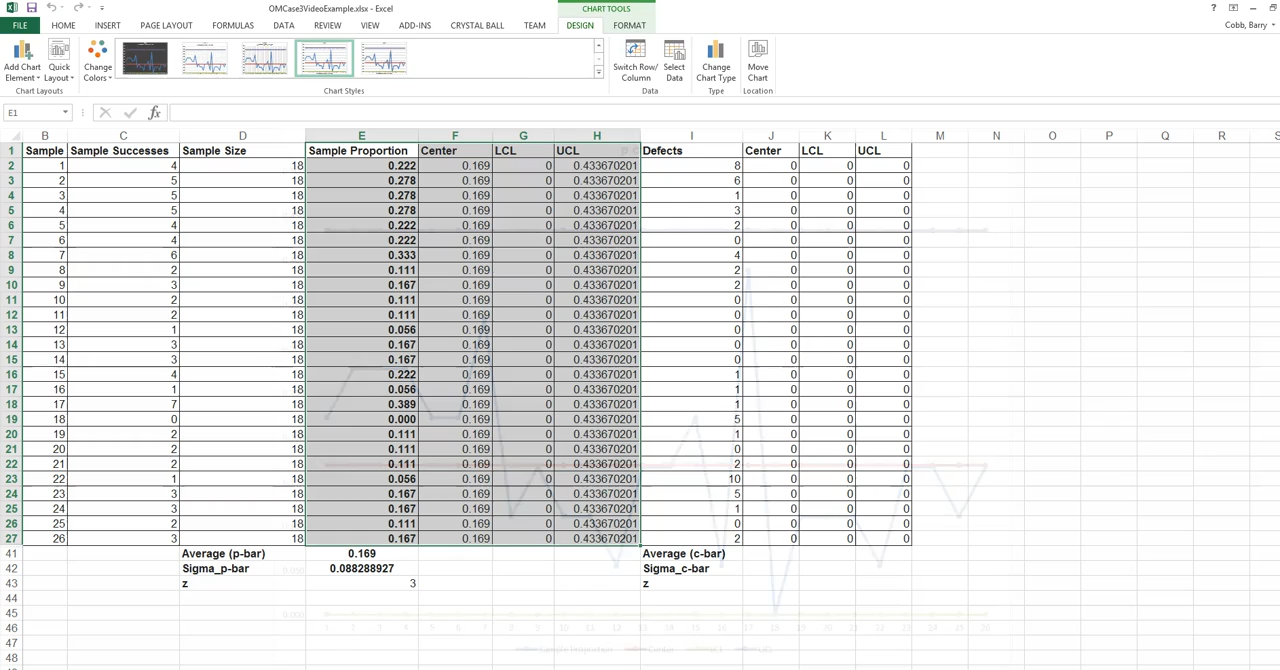 OMCase3VideoExample.xlsx - Excel
CHART TOOLS
FILE HOME INSERT PAGE LAYOUT FORMULAS DATA REVIEW VIEW ADD-INS CRYSTAL BALL TEAM DESIGN FORMAT
Cobb, Barry
Add Chart Element Quick Layout Change Colors Switch Row/ Column Select Data Change Chart Type Move Chart
Chart Layouts Chart Styles Data Type Location
E1 fx
B C D E F G H I J K L M N O P Q R S
1 Sample Sample Successes Sample Size Sample Proportion Center LCL UCL Defects Center LCL UCL
2 1 4 18 0.222 0.169 0 0.433670201 8 0 0 0
3 2 5 18 0.278 0.169 0 0.433670201 6 0 0 0
4 3 5 18 0.278 0.169 0 0.433670201 1 0 0 0
5 4 5 18 0.278 0.169 0 0.433670201 3 0 0 0
6 5 4 18 0.222 0.169 0 0.433670201 2 0 0 0
7 6 4 18 0.222 0.169 0 0.433670201 0 0 0 0
8 7 6 18 0.333 0.169 0 0.433670201 4 0 0 0
9 8 2 18 0.111 0.169 0 0.433670201 2 0 0 0
10 9 3 18 0.167 0.169 0 0.433670201 2 0 0 0
11 10 2 18 0.111 0.169 0 0.433670201 0 0 0 0
12 11 2 18 0.111 0.169 0 0.433670201 0 0 0 0
13 12 1 18 0.056 0.169 0 0.433670201 0 0 0 0
14 13 3 18 0.167 0.169 0 0.433670201 0 0 0 0
15 14 3 18 0.167 0.169 0 0.433670201 0 0 0 0
16 15 4 18 0.222 0.169 0 0.433670201 1 0 0 0
17 16 1 18 0.056 0.169 0 0.433670201 1 0 0 0
18 17 7 18 0.389 0.169 0 0.433670201 1 0 0 0
19 18 0 18 0.000 0.169 0 0.433670201 5 0 0 0
20 19 2 18 0.111 0.169 0 0.433670201 1 0 0 0
21 20 2 18 0.111 0.169 0 0.433670201 0 0 0 0
22 21 2 18 0.111 0.169 0 0.433670201 2 0 0 0
23 22 1 18 0.056 0.169 0 0.433670201 10 0 0 0
24 23 3 18 0.167 0.169 0 0.433670201 5 0 0 0
25 24 3 18 0.167 0.169 0 0.433670201 1 0 0 0
26 25 2 18 0.111 0.169 0 0.433670201 0 0 0 0
27 26 3 18 0.167 0.169 0 0.433670201 2 0 0 0
41 Average (p-bar) 0.169 Average (c-bar)
42 Sigma_p-bar 0.088288927 Sigma_c-bar
43 z 3 z
44
45
46
47
48